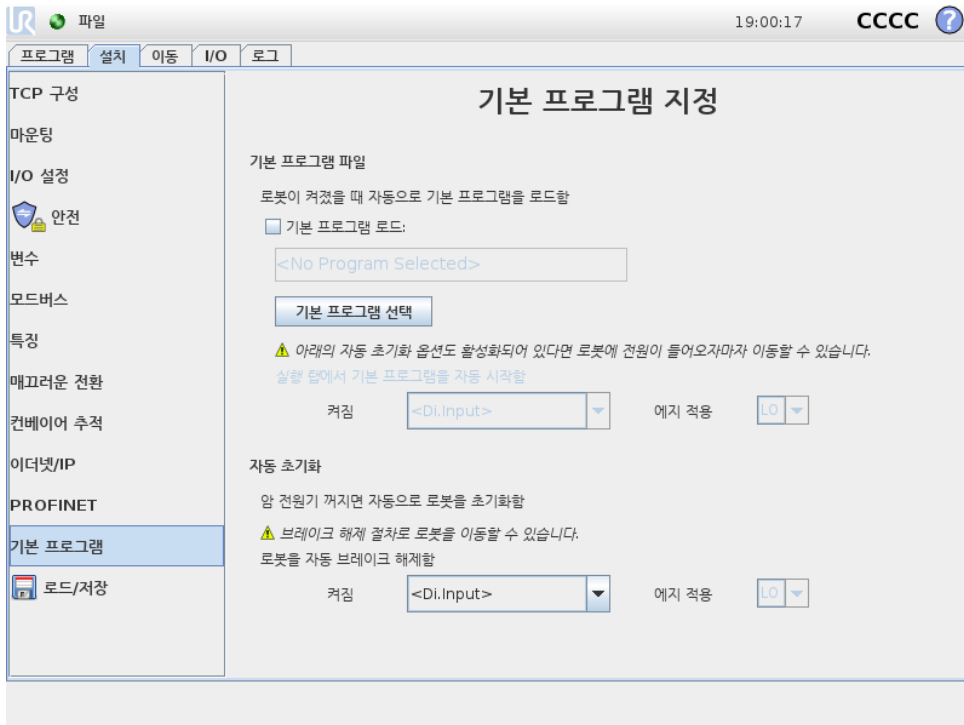 UR 파일 19:00:17 CCCC ?
프로그램 설치 이동 I/O 로그
TCP 구성
마운팅
I/O 설정
안전
변수
모드버스
특징
매끄러운 전환
컨베이어 추적
이더넷/IP
PROFINET
기본 프로그램
로드/저장
기본 프로그램 지정
기본 프로그램 파일
로봇이 켜졌을 때 자동으로 기본 프로그램을 로드함
기본 프로그램 로드:
<No Program Selected>
기본 프로그램 선택
아래의 자동 초기화 옵션도 활성화되어 있다면 로봇에 전원이 들어오자마자 이동할 수 있습니다.
실행 탭에서 기본 프로그램을 자동 시작함
켜짐 <Di.Input> 에지 적용 LO
자동 초기화
암 전원기 꺼지면 자동으로 로봇을 초기화함
브레이크 해제 절차로 로봇을 이동할 수 있습니다.
로봇을 자동 브레이크 해제함
켜짐 <Di.Input> 에지 적용 LO